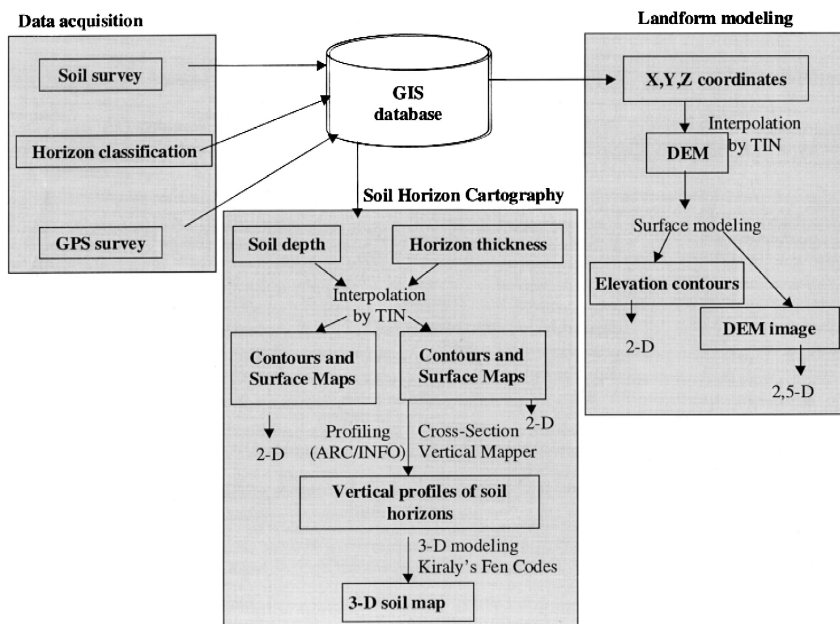 Data acquisition
Soil survey
Horizon classification
GPS survey
GIS
database
Landform modeling
X,Y,Z coordinates
Interpolation
by TIN
DEM
Surface modeling
Elevation contours
DEM image
2-D
2,5-D
Soil Horizon Cartography
Soil depth
Horizon thickness
Interpolation
by TIN
Contours and
Surface Maps
Contours and
Surface Maps
2-D
2-D
Profiling
(ARC/INFO)
Cross-Section
Vertical Mapper
Vertical profiles of soil
horizons
3-D modeling
Kiraly's Fen Codes
3-D soil map